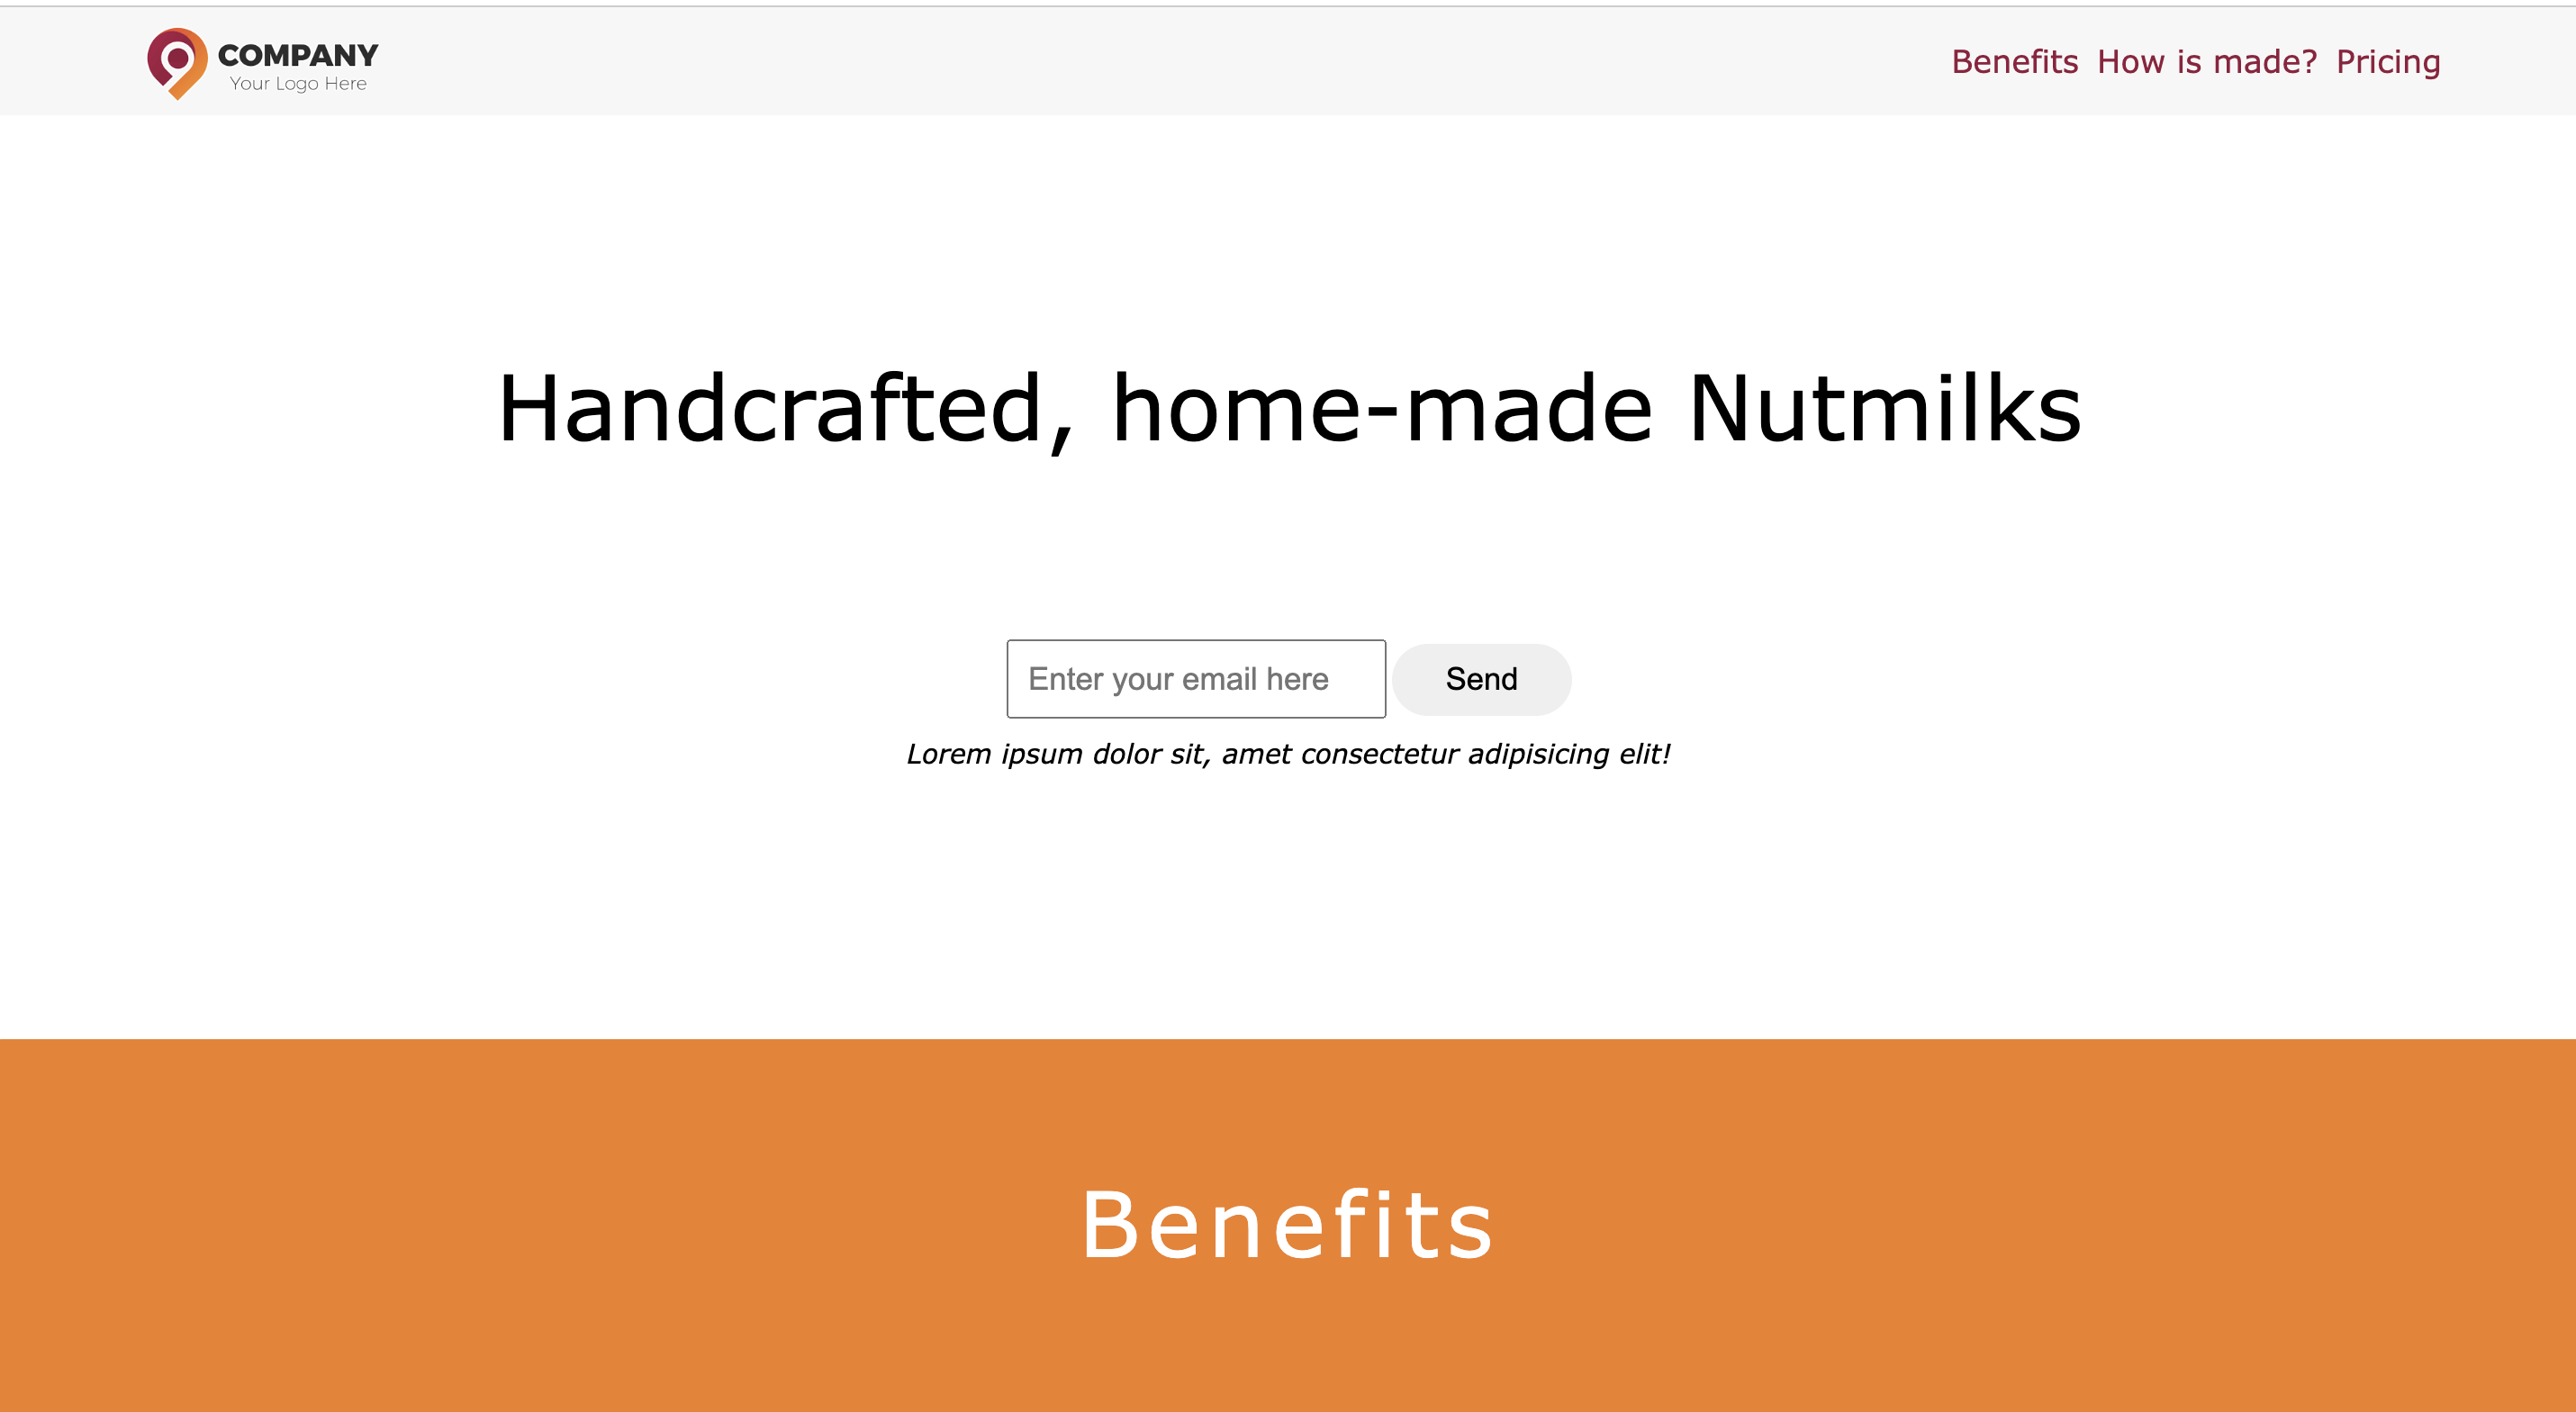 COMPANY
Your Logo Here
Benefits How is made? Pricing
Handcrafted, home-made Nutmilks
Enter your email here Send
Lorem ipsum dolor sit, amet consectetur adipisicing elit!
Benefits